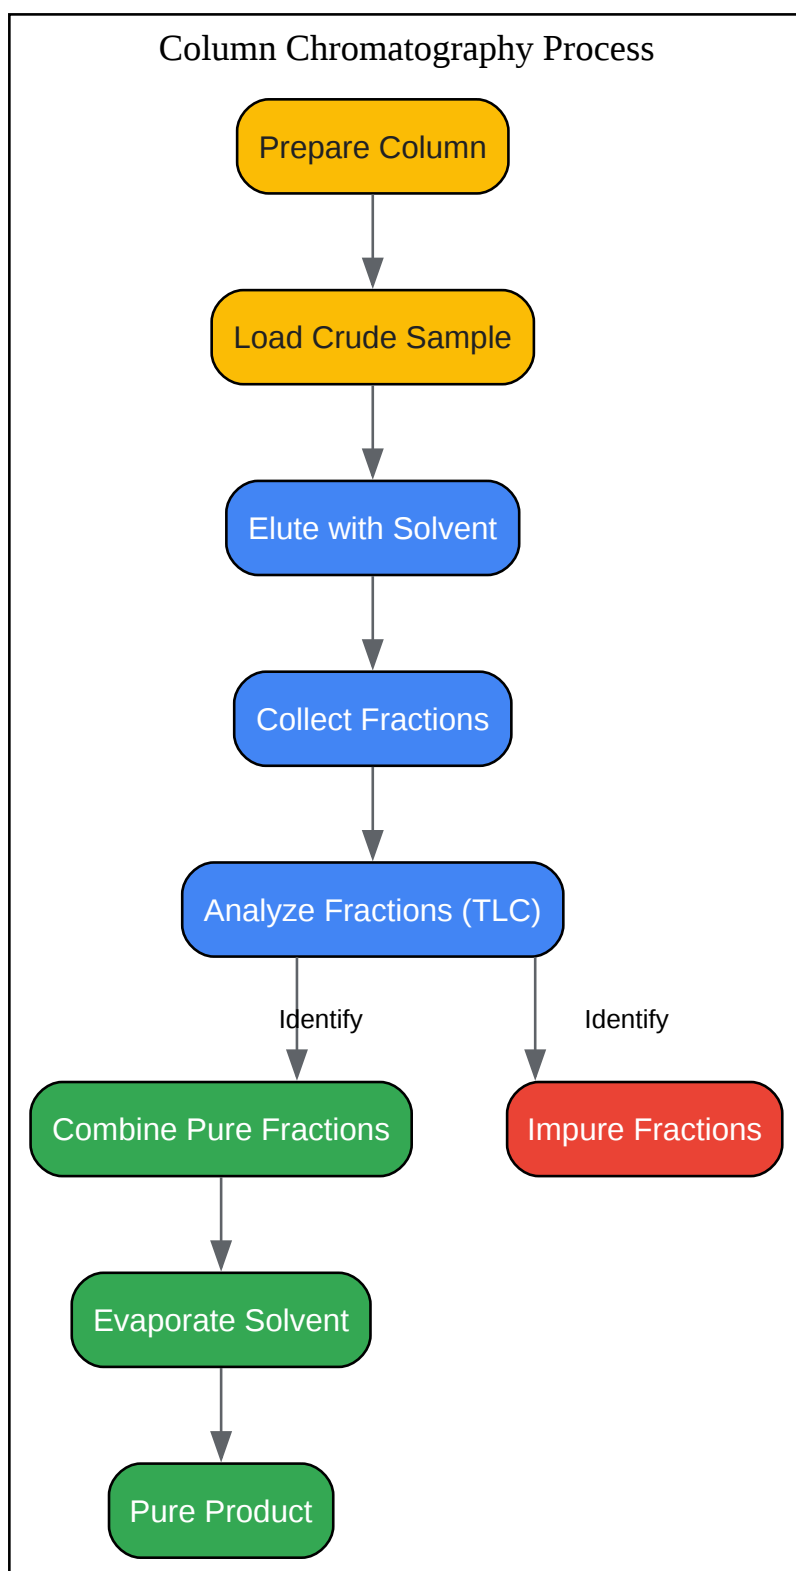 Column Chromatography Process
Prepare Column
Load Crude Sample
Elute with Solvent
Collect Fractions
Analyze Fractions (TLC)
Identify
Identify
Combine Pure Fractions
Impure Fractions
Evaporate Solvent
Pure Product